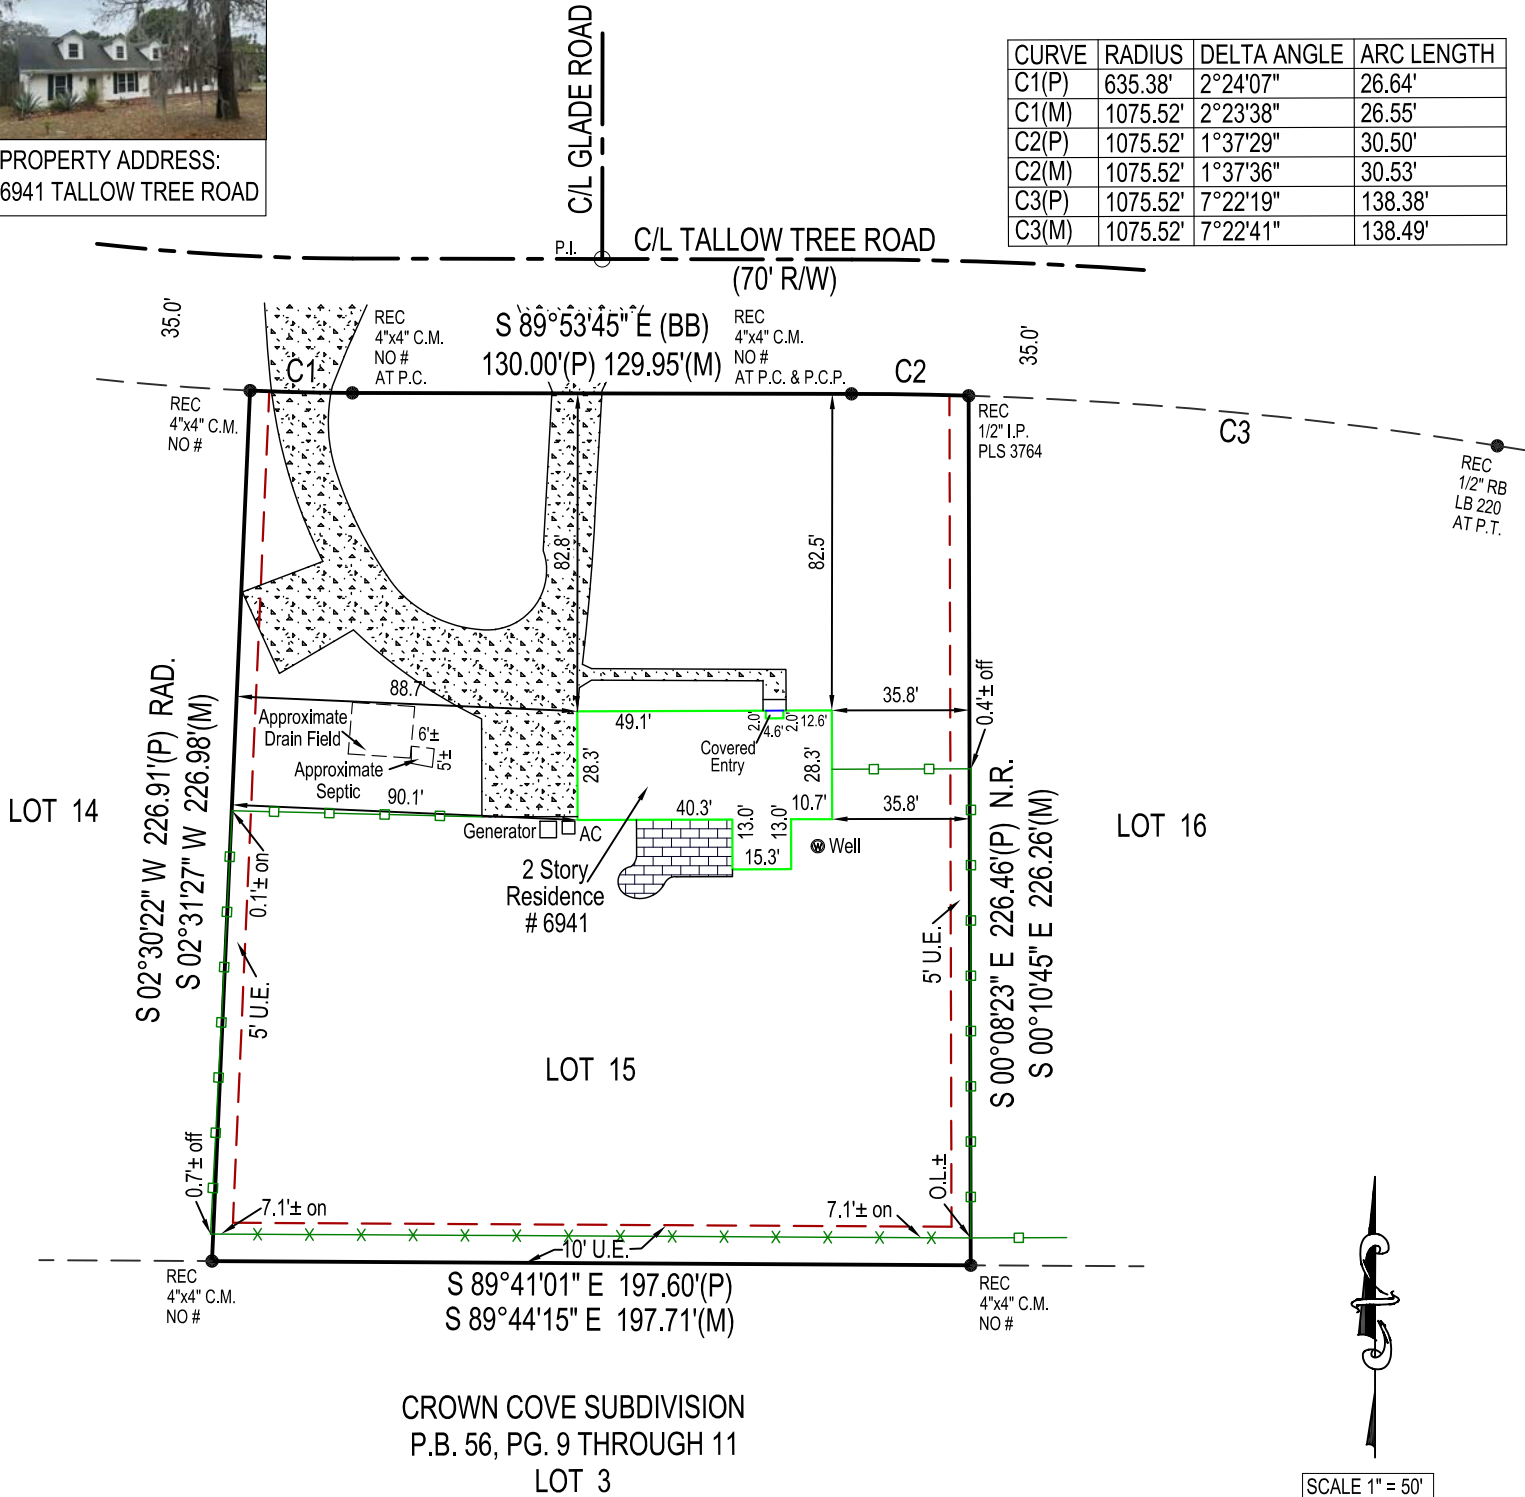 PROPERTY ADDRESS:
6941 TALLOW TREE ROAD
C/L GLADE ROAD
CURVE RADIUS DELTA ANGLE ARC LENGTH
C1(P) 635.38' 2°24'07" 26.64'
C1(M) 1075.52' 2°23'38" 26.55'
C2(P) 1075.52' 1°37'29" 30.50'
C2(M) 1075.52' 1°37'36" 30.53'
C3(P) 1075.52' 7°22'19" 138.38'
C3(M) 1075.52' 7°22'41" 138.49'
P.I.
C/L TALLOW TREE ROAD
(70' R/W)
35.0'
REC
4"x4" C.M.
NO #
AT P.C.
S 89°53'45" E (BB)
130.00'(P) 129.95'(M)
REC
4"x4" C.M.
NO #
AT P.C. & P.C.P.
35.0'
C1
C2
REC
4"x4" C.M.
NO #
REC
1/2" I.P.
PLS 3764
C3
REC
1/2" RB
LB 220
AT P.T.
82.8'
82.5'
S 02°30'22" W 226.91'(P) RAD.
S 02°31'27" W 226.98'(M)
88.7'
Approximate
Drain Field
6'±
5'±
Approximate
Septic
90.1'
49.1'
2.0'
4.6'
2.0'
12.6'
Covered
Entry
28.3'
28.3'
35.8'
0.4'± off
40.3'
13.0'
13.0'
10.7'
35.8'
15.3'
Generator
AC
W Well
2 Story
Residence
# 6941
LOT 14
LOT 16
0.1'± on
5' U.E.
5' U.E.
S 00°08'23" E 226.46'(P) N.R.
S 00°10'45" E 226.26'(M)
LOT 15
0.7'± off
7.1'± on
7.1'± on
O.L.±
10' U.E.
REC
4"x4" C.M.
NO #
S 89°41'01" E 197.60'(P)
S 89°44'15" E 197.71'(M)
REC
4"x4" C.M.
NO #
CROWN COVE SUBDIVISION
P.B. 56, PG. 9 THROUGH 11
LOT 3
SCALE 1" = 50'